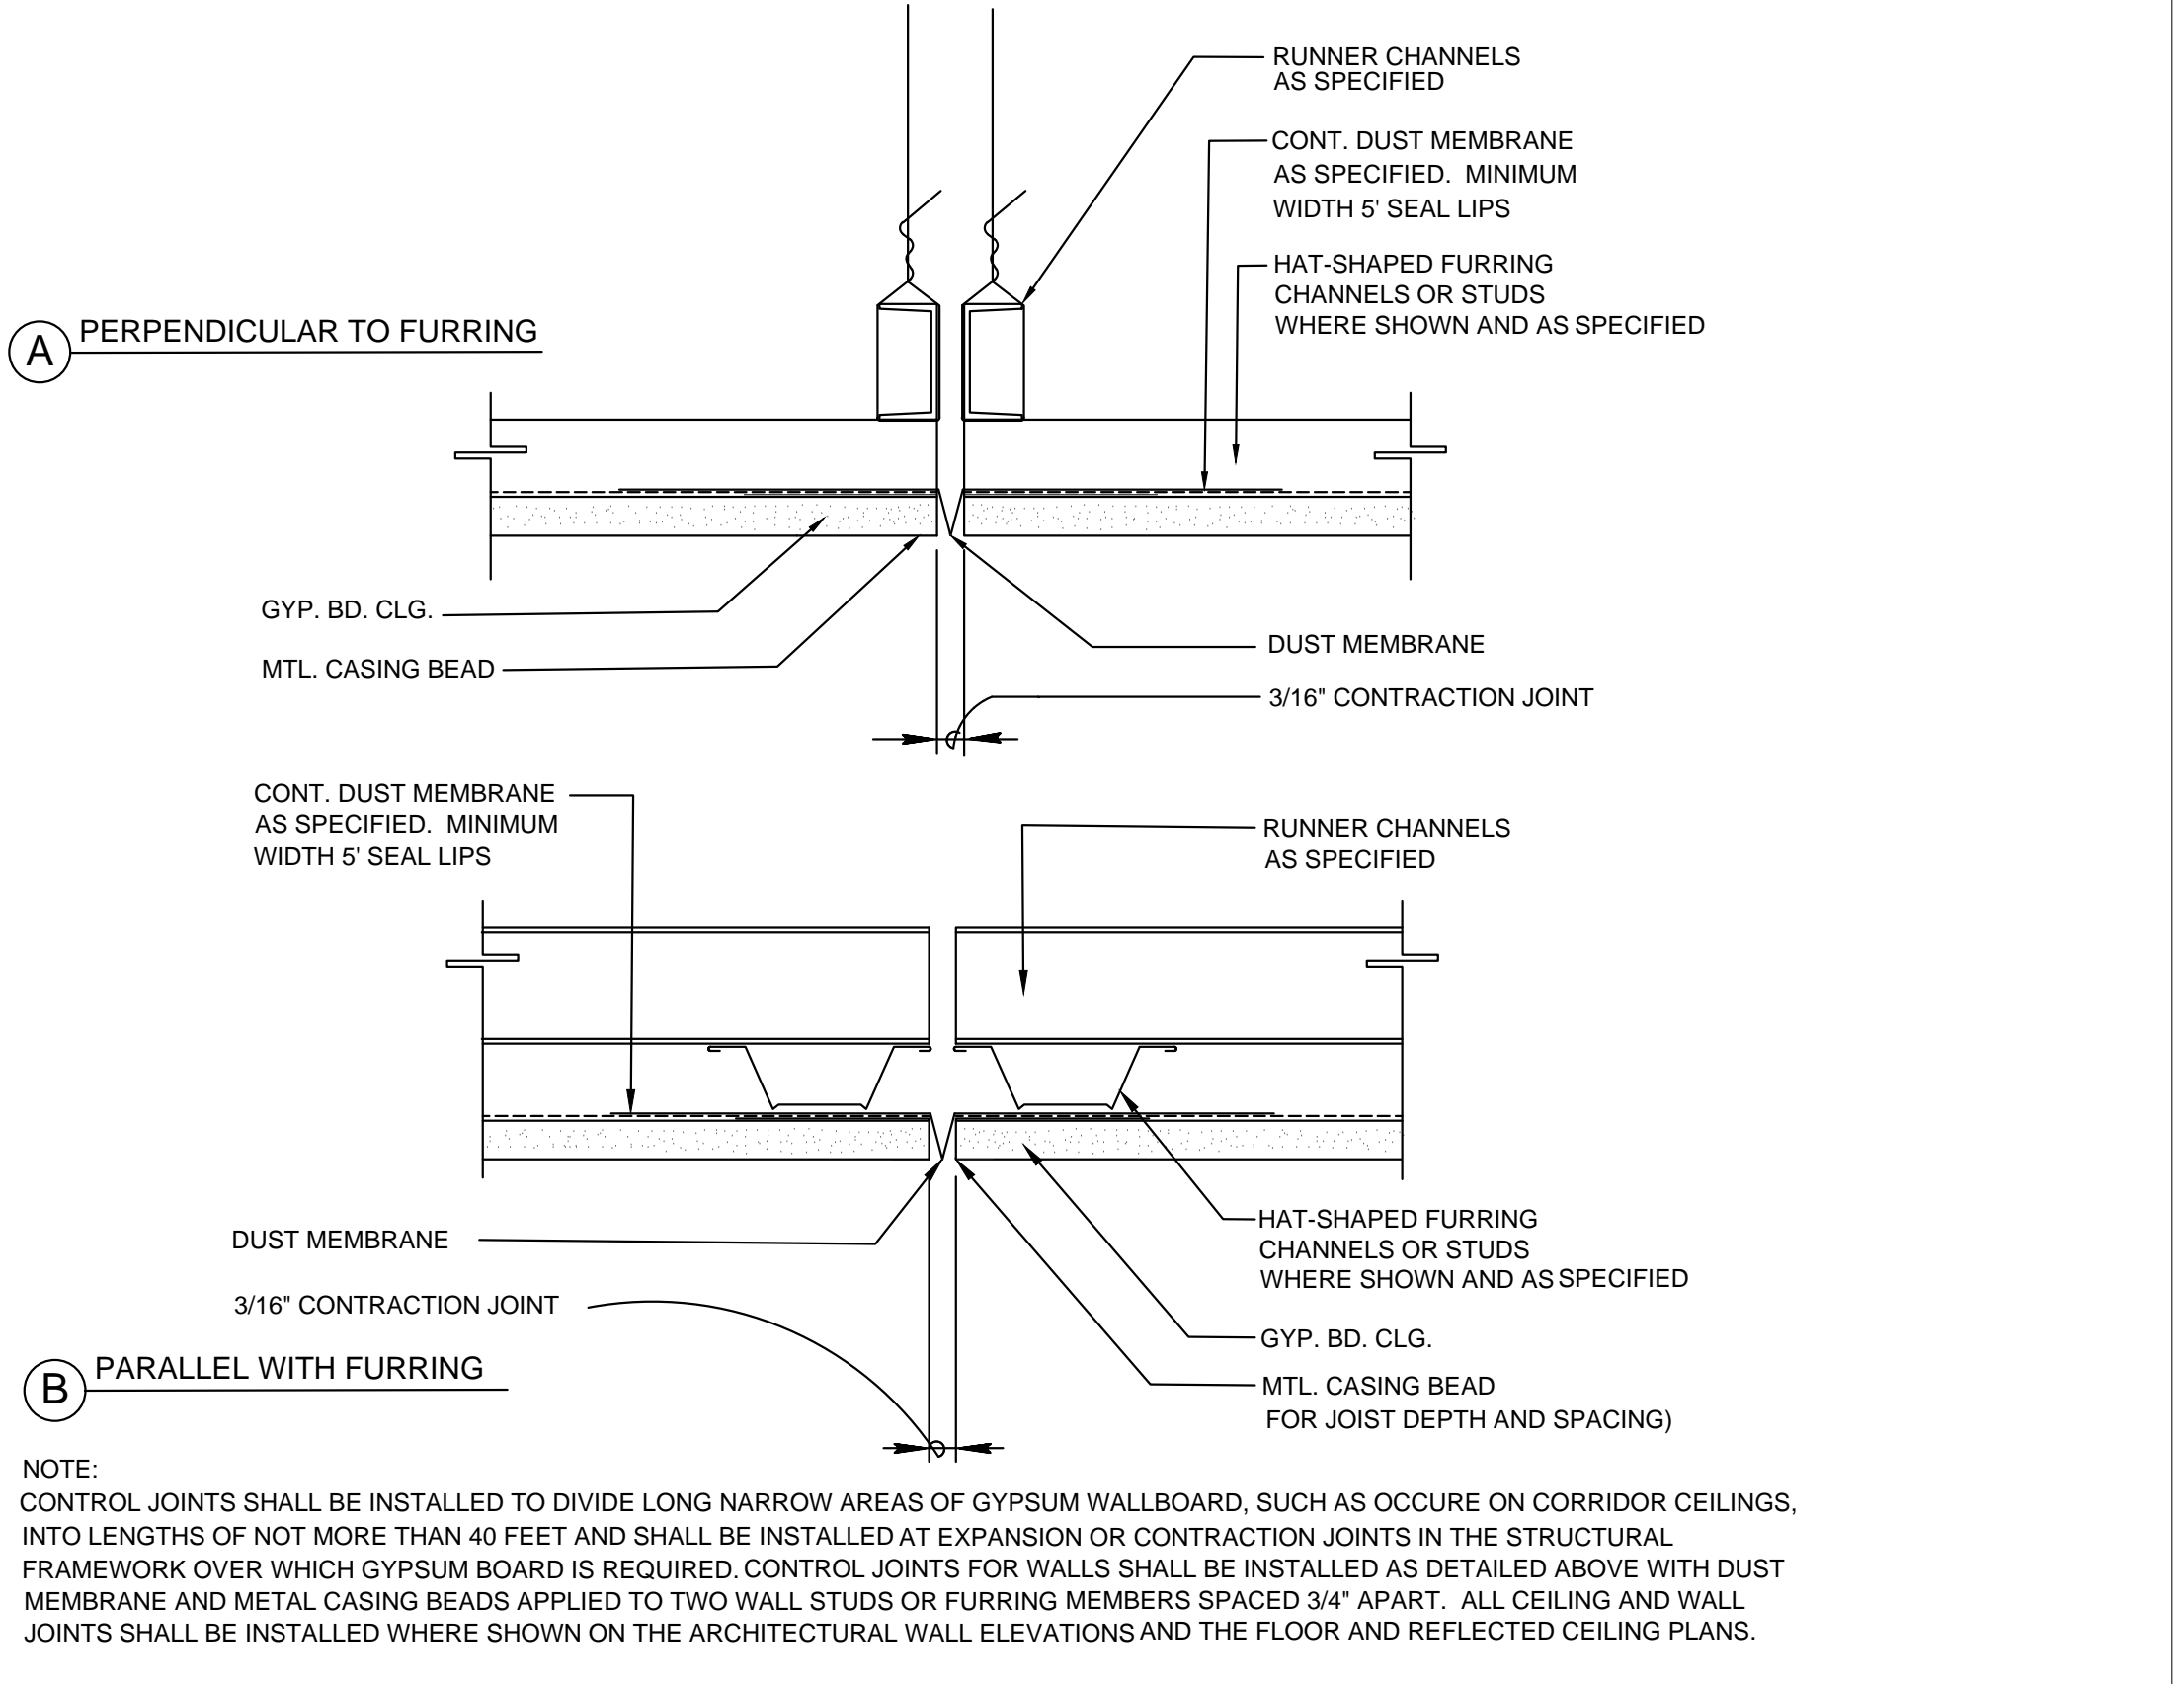 RUNNER CHANNELS
AS SPECIFIED
CONT. DUST MEMBRANE
AS SPECIFIED.  MINIMUM
WIDTH 5' SEAL LIPS
HAT-SHAPED FURRING
CHANNELS OR STUDS
WHERE SHOWN AND AS SPECIFIED
A
PERPENDICULAR TO FURRING
GYP. BD. CLG.
MTL. CASING BEAD
DUST MEMBRANE
3/16" CONTRACTION JOINT
CONT. DUST MEMBRANE
AS SPECIFIED.  MINIMUM
WIDTH 5' SEAL LIPS
RUNNER CHANNELS
AS SPECIFIED
DUST MEMBRANE
3/16" CONTRACTION JOINT
HAT-SHAPED FURRING
CHANNELS OR STUDS
WHERE SHOWN AND AS SPECIFIED
GYP. BD. CLG.
MTL. CASING BEAD
FOR JOIST DEPTH AND SPACING)
B
PARALLEL WITH FURRING
NOTE:
CONTROL JOINTS SHALL BE INSTALLED TO DIVIDE LONG NARROW AREAS OF GYPSUM WALLBOARD, SUCH AS OCCURE ON CORRIDOR CEILINGS,
INTO LENGTHS OF NOT MORE THAN 40 FEET AND SHALL BE INSTALLED AT EXPANSION OR CONTRACTION JOINTS IN THE STRUCTURAL
FRAMEWORK OVER WHICH GYPSUM BOARD IS REQUIRED. CONTROL JOINTS FOR WALLS SHALL BE INSTALLED AS DETAILED ABOVE WITH DUST
MEMBRANE AND METAL CASING BEADS APPLIED TO TWO WALL STUDS OR FURRING MEMBERS SPACED 3/4" APART.  ALL CEILING AND WALL
JOINTS SHALL BE INSTALLED WHERE SHOWN ON THE ARCHITECTURAL WALL ELEVATIONS AND THE FLOOR AND REFLECTED CEILING PLANS.